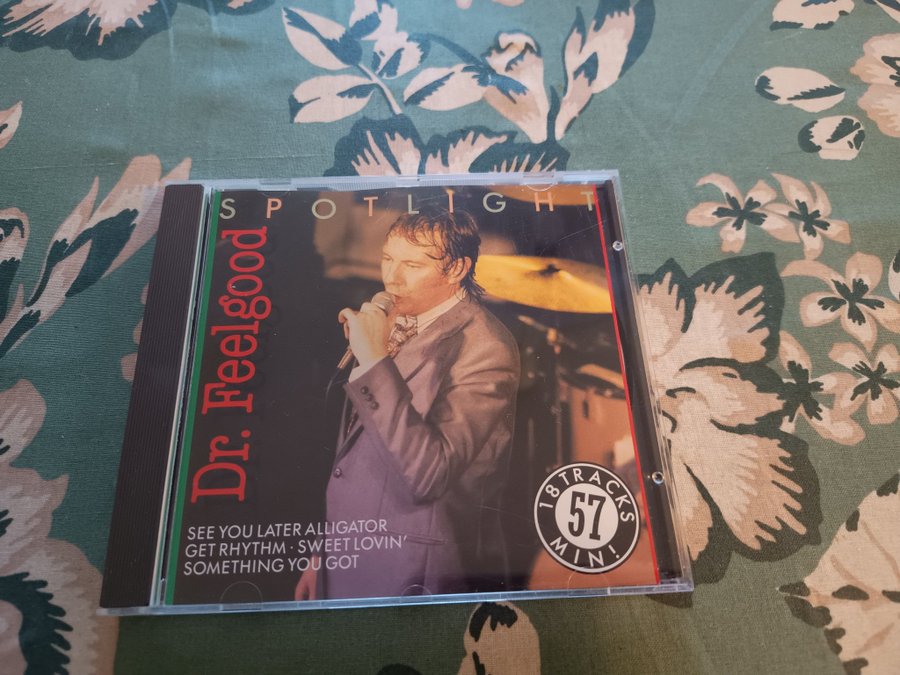 SPOTLIGHT
Dr. Feelgood
SEE YOU LATER ALLIGATOR
GET RHYTHM · SWEET LOVIN'
SOMETHING YOU GOT
18 TRACKS
57
MIN!